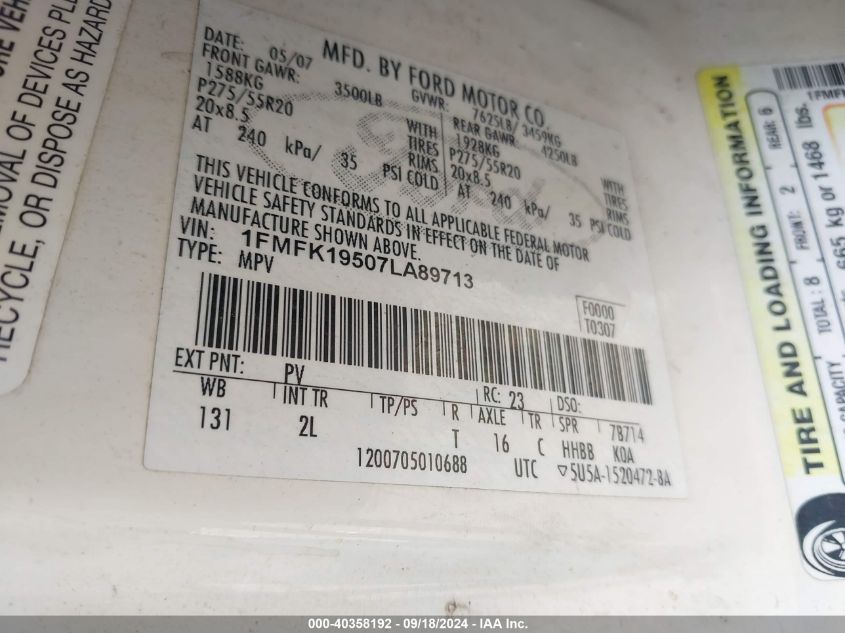 REMOVAL OF DEVICES
RECYCLE, OR DISPOSE AS HAZARD
MFD. BY FORD MOTOR CO.
DATE: 05/07 GVWR: 7625LB/ 3459KG
FRONT GAWR: 3500LB REAR GAWR: 4250LB
1588KG WITH 1928KG WITH
P275/55R20 TIRES P275/55R20 TIRES
20x8.5 RIMS 20x8.5 RIMS
AT 240 kPa/ 35 PSI COLD AT 240 kPa/ 35 PSI COLD
THIS VEHICLE CONFORMS TO ALL APPLICABLE FEDERAL MOTOR
VEHICLE SAFETY STANDARDS IN EFFECT ON THE DATE OF
MANUFACTURE SHOWN ABOVE.
VIN: 1FMFK19507LA89713
TYPE: MPV
F0000
T0307
EXT PNT: PV RC: 23 DSO:
WB INT TR TP/PS R AXLE TR SPR 78714
131 2L T 16 C HHBB KOA
1200705010688 UTC ▽5U5A-1520472-8A
TIRE AND LOADING INFORMATION
TOTAL: 8 FRONT: 2 REAR: 6
665 kg or 1468 lbs.
000-40358192 - 09/18/2024 - IAA Inc.